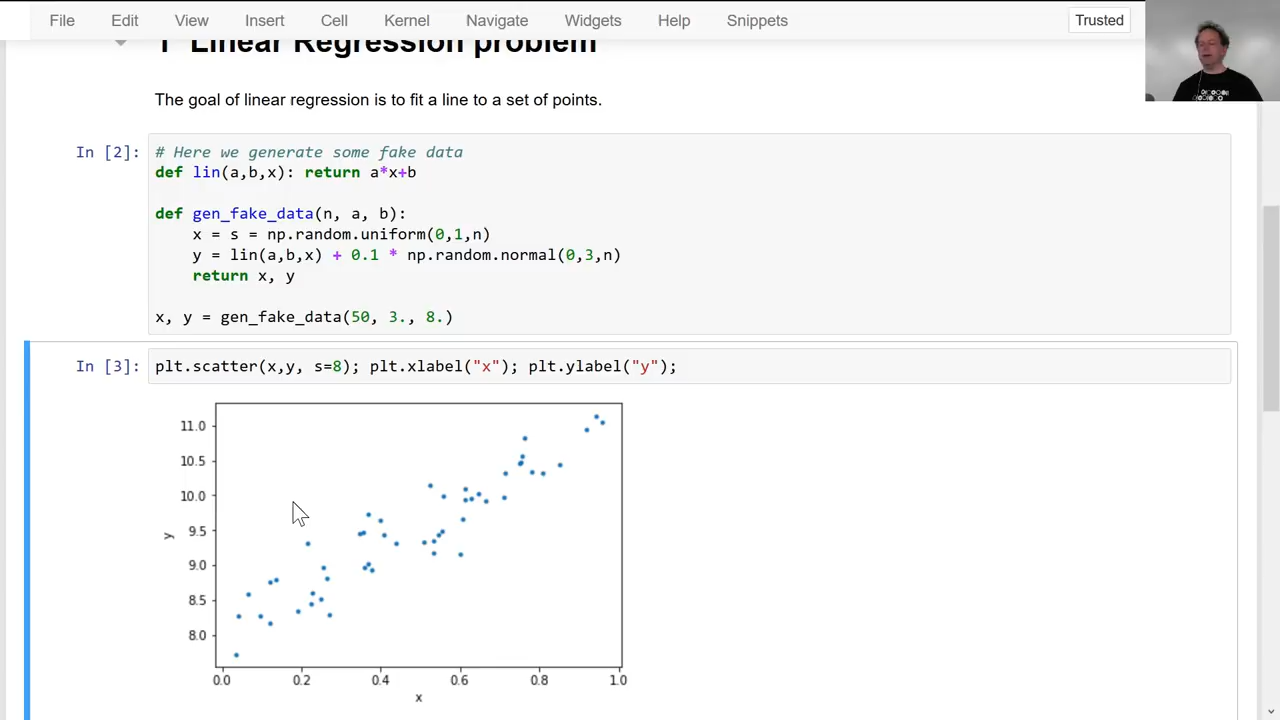 File Edit View Insert Cell Kernel Navigate Widgets Help Snippets Trusted
1 Linear Regression problem
The goal of linear regression is to fit a line to a set of points.
In [2]: # Here we generate some fake data
def lin(a,b,x): return a*x+b
def gen_fake_data(n, a, b):
x = s = np.random.uniform(0,1,n)
y = lin(a,b,x) + 0.1 * np.random.normal(0,3,n)
return x, y
x, y = gen_fake_data(50, 3., 8.)
In [3]: plt.scatter(x,y, s=8); plt.xlabel("x"); plt.ylabel("y");
11.0
10.5
10.0
9.5
y
9.0
8.5
8.0
0.0 0.2 0.4 0.6 0.8 1.0
x